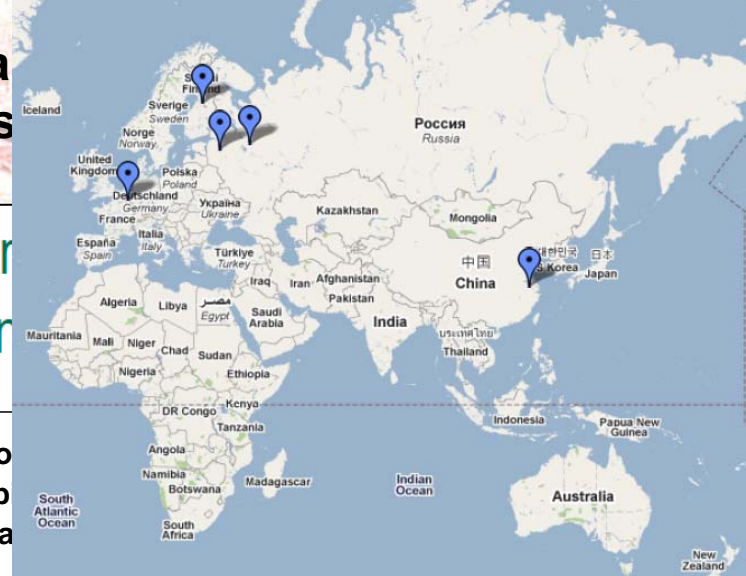 a
s
r
r
o
p
a
Iceland
Sverige
Sweden
Norge
Norway
United
Kingdom
Polska
Poland
Deutschland
Germany
France
Україна
Ukraine
Россия
Russia
Kazakhstan
Mongolia
España
Spain
Italia
Italy
Türkiye
Turkey
中国
China
대한민국
S Korea
日本
Japan
Iraq
Iran
Afghanistan
Pakistan
Algeria
Libya
مصر
Egypt
Saudi
Arabia
India
Mauritania
Mali
Niger
Chad
Sudan
ประเทศไทย
Thailand
Nigeria
Ethiopia
DR Congo
Kenya
Tanzania
Indonesia
Papua New
Guinea
Angola
Namibia
Botswana
Madagascar
Indian
Ocean
Australia
South
Atlantic
Ocean
South
Africa
New
Zealand